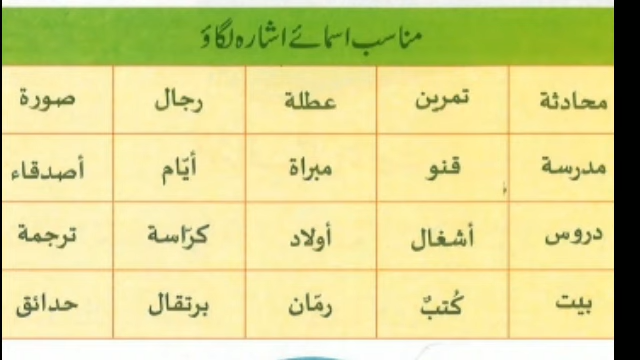 مناسب اسمائے اشارہ لگاؤ
محادثة تمرين عطلة رجال صورة
مدرسة قنو مبراة أيّام أصدقاء
دروس أشغال أولاد كرّاسة ترجمة
بيت كُتبٌ رمّان برتقال حدائق